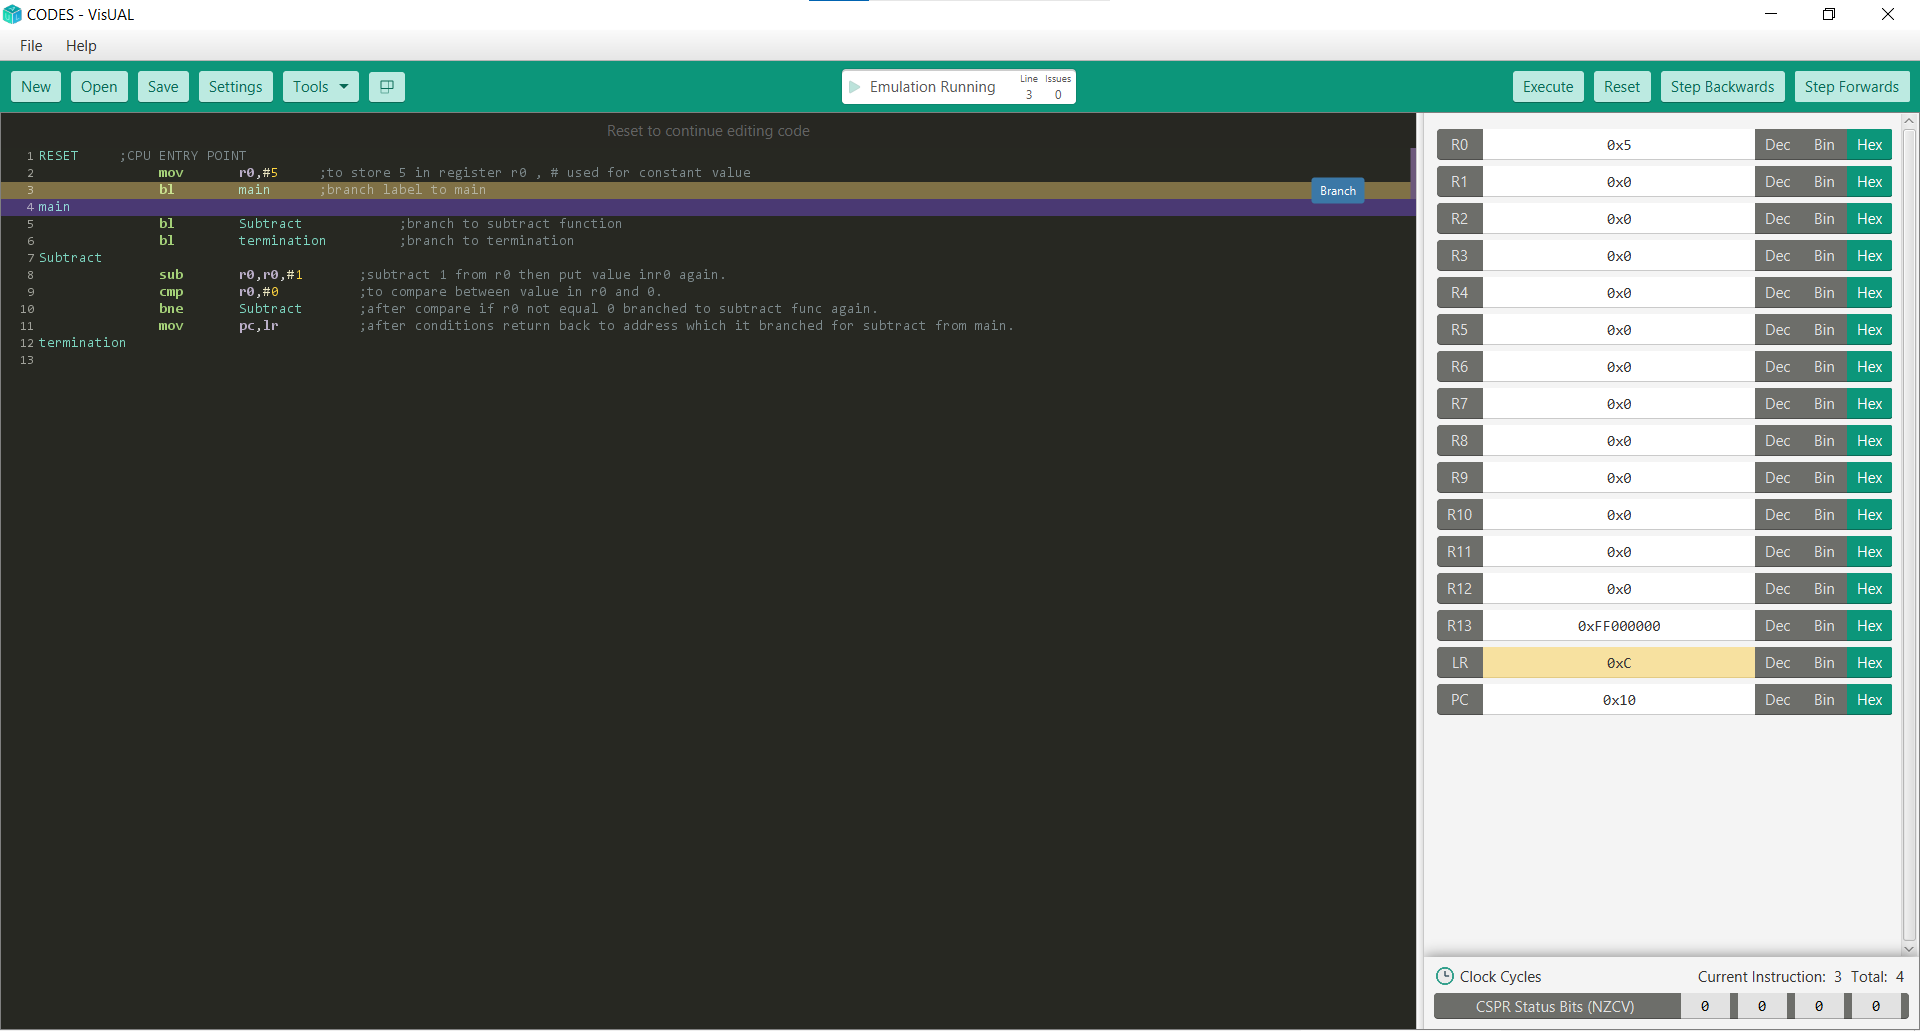 CODES - VisUAL
File Help
New Open Save Settings Tools
Emulation Running
Line Issues
3 0
Execute Reset Step Backwards Step Forwards
Reset to continue editing code
1 RESET ;CPU ENTRY POINT
2 mov r0,#5 ;to store 5 in register r0 , # used for constant value
3 bl main ;branch label to main
Branch
4 main
5 bl Subtract ;branch to subtract function
6 bl termination ;branch to termination
7 Subtract
8 sub r0,r0,#1 ;subtract 1 from r0 then put value inr0 again.
9 cmp r0,#0 ;to compare between value in r0 and 0.
10 bne Subtract ;after compare if r0 not equal 0 branched to subtract func again.
11 mov pc,lr ;after conditions return back to address which it branched for subtract from main.
12 termination
13
R0 0x5 Dec Bin Hex
R1 0x0 Dec Bin Hex
R2 0x0 Dec Bin Hex
R3 0x0 Dec Bin Hex
R4 0x0 Dec Bin Hex
R5 0x0 Dec Bin Hex
R6 0x0 Dec Bin Hex
R7 0x0 Dec Bin Hex
R8 0x0 Dec Bin Hex
R9 0x0 Dec Bin Hex
R10 0x0 Dec Bin Hex
R11 0x0 Dec Bin Hex
R12 0x0 Dec Bin Hex
R13 0xFF000000 Dec Bin Hex
LR 0xC Dec Bin Hex
PC 0x10 Dec Bin Hex
Clock Cycles Current Instruction: 3 Total: 4
CSPR Status Bits (NZCV) 0 0 0 0